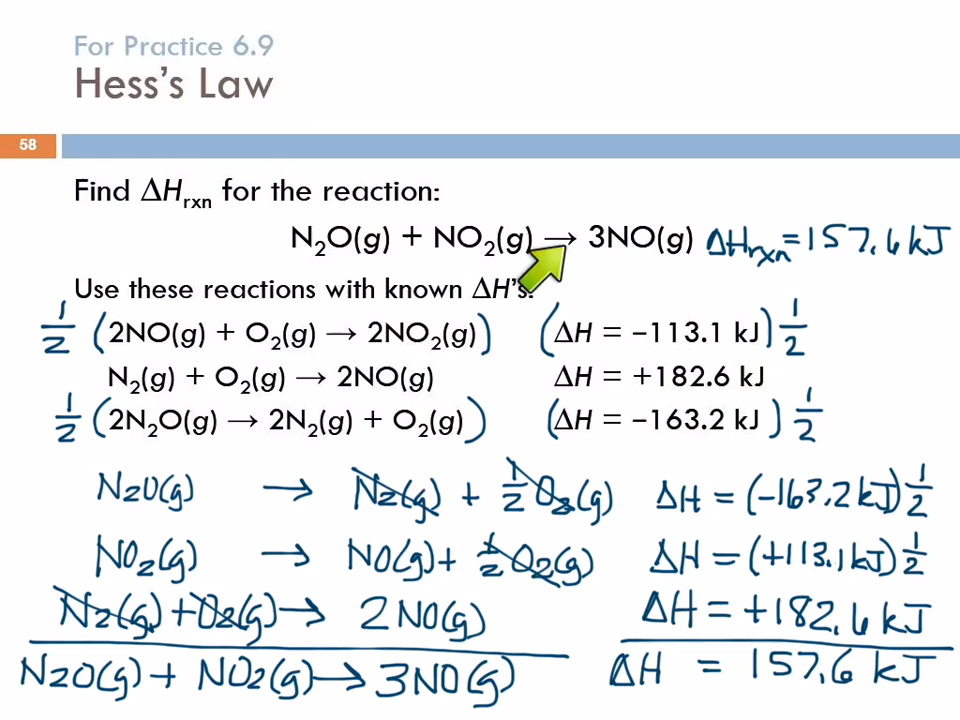 For Practice 6.9
Hess's Law
58
Find ΔHrxn for the reaction:
N₂O(g) + NO₂(g) → 3NO(g) ΔHrxn = 157.6 kJ
Use these reactions with known ΔH's:
1/2 (2NO(g) + O₂(g) → 2NO₂(g)) (ΔH = −113.1 kJ) 1/2
N₂(g) + O₂(g) → 2NO(g) ΔH = +182.6 kJ
1/2 (2N₂O(g) → 2N₂(g) + O₂(g)) (ΔH = −163.2 kJ) 1/2
N₂O(g) → N₂(g) + 1/2 O₂(g) ΔH = (−163.2 kJ) 1/2
NO₂(g) → NO(g) + 1/2 O₂(g) ΔH = (+113.1 kJ) 1/2
N₂(g) + O₂(g) → 2NO(g) ΔH = +182.6 kJ
N₂O(g) + NO₂(g) → 3NO(g) ΔH = 157.6 kJ